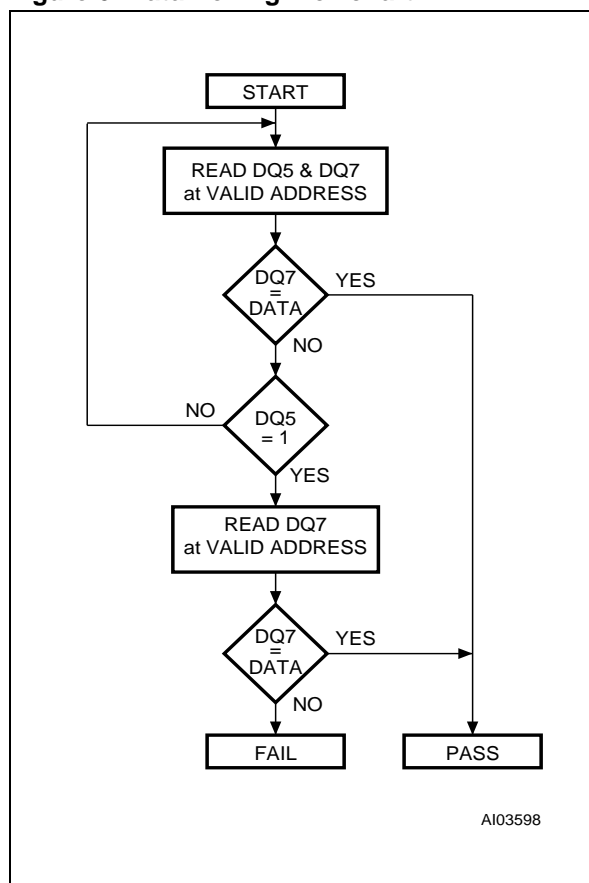 START
READ DQ5 & DQ7
at VALID ADDRESS
DQ7
=
DATA
YES
NO
DQ5
= 1
NO
YES
READ DQ7
at VALID ADDRESS
DQ7
=
DATA
YES
NO
FAIL
PASS
AI03598